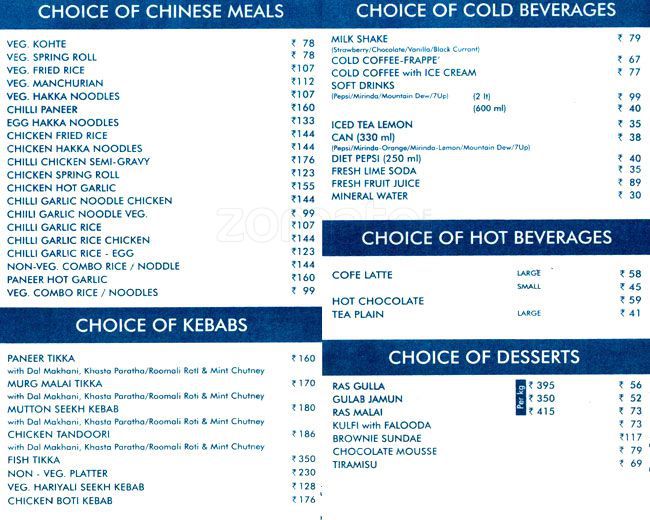 CHOICE OF CHINESE MEALS
VEG. KOHTE ₹ 78
VEG. SPRING ROLL ₹ 78
VEG. FRIED RICE ₹107
VEG. MANCHURIAN ₹112
VEG. HAKKA NOODLES ₹107
CHILLI PANEER ₹160
EGG HAKKA NOODLES ₹133
CHICKEN FRIED RICE ₹144
CHICKEN HAKKA NOODLES ₹144
CHILLI CHICKEN SEMI-GRAVY ₹176
CHICKEN SPRING ROLL ₹123
CHICKEN HOT GARLIC ₹155
CHILLI GARLIC NOODLE CHICKEN ₹144
CHIILI GARLIC NOODLE VEG. ₹ 99
CHILLI GARLIC RICE ₹107
CHILLI GARLIC RICE CHICKEN ₹144
CHILLI GARLIC RICE - EGG ₹123
NON-VEG. COMBO RICE / NODDLE ₹144
PANEER HOT GARLIC ₹160
VEG. COMBO RICE / NOODLES ₹ 99
CHOICE OF KEBABS
PANEER TIKKA ₹ 160
with Dal Makhani, Khasta Paratha/Roomali Roti & Mint Chutney
MURG MALAI TIKKA ₹ 170
with Dal Makhani, Khasta Paratha/Roomali Roti & Mint Chutney
MUTTON SEEKH KEBAB ₹ 180
with Dal Makhani, Khasta Paratha/Roomali Roti & Mint Chutney
CHICKEN TANDOORI ₹ 186
with Dal Makhani, Khasta Paratha/Roomali Roti & Mint Chutney
FISH TIKKA ₹ 350
NON - VEG. PLATTER ₹ 230
VEG. HARIYALI SEEKH KEBAB ₹ 128
CHICKEN BOTI KEBAB ₹ 176
CHOICE OF COLD BEVERAGES
MILK SHAKE ₹ 79
(Strawberry/Chocolate/Vanilla/Black Currant)
COLD COFFEE-FRAPPE' ₹ 67
COLD COFFEE with ICE CREAM ₹ 77
SOFT DRINKS
(Pepsi/Mirinda/Mountain Dew/7Up) (2 lt) ₹ 99
(600 ml) ₹ 40
ICED TEA LEMON ₹ 35
CAN (330 ml) ₹ 38
(Pepsi/Mirinda-Orange/Mirinda-Lemon/Mountain Dew/7Up)
DIET PEPSI (250 ml) ₹ 40
FRESH LIME SODA ₹ 35
FRESH FRUIT JUICE ₹ 89
MINERAL WATER ₹ 30
CHOICE OF HOT BEVERAGES
COFE LATTE LARGE ₹ 58
SMALL ₹ 45
HOT CHOCOLATE ₹ 59
TEA PLAIN LARGE ₹ 41
CHOICE OF DESSERTS
Per kg
RAS GULLA ₹ 395 ₹ 56
GULAB JAMUN ₹ 350 ₹ 52
RAS MALAI ₹ 415 ₹ 73
KULFI with FALOODA ₹ 73
BROWNIE SUNDAE ₹117
CHOCOLATE MOUSSE ₹ 79
TIRAMISU ₹ 69
zomato